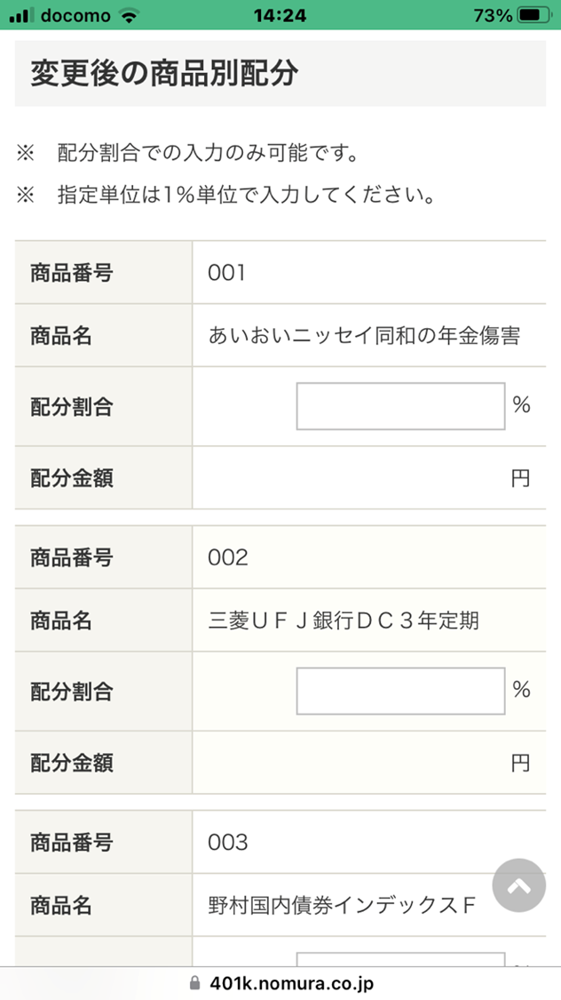 docomo 14:24 73%
変更後の商品別配分
※ 配分割合での入力のみ可能です。
※ 指定単位は1%単位で入力してください。
商品番号 001
商品名 あいおいニッセイ同和の年金傷害
配分割合 %
配分金額 円
商品番号 002
商品名 三菱ＵＦＪ銀行ＤＣ３年定期
配分割合 %
配分金額 円
商品番号 003
商品名 野村国内債券インデックスＦ
401k.nomura.co.jp